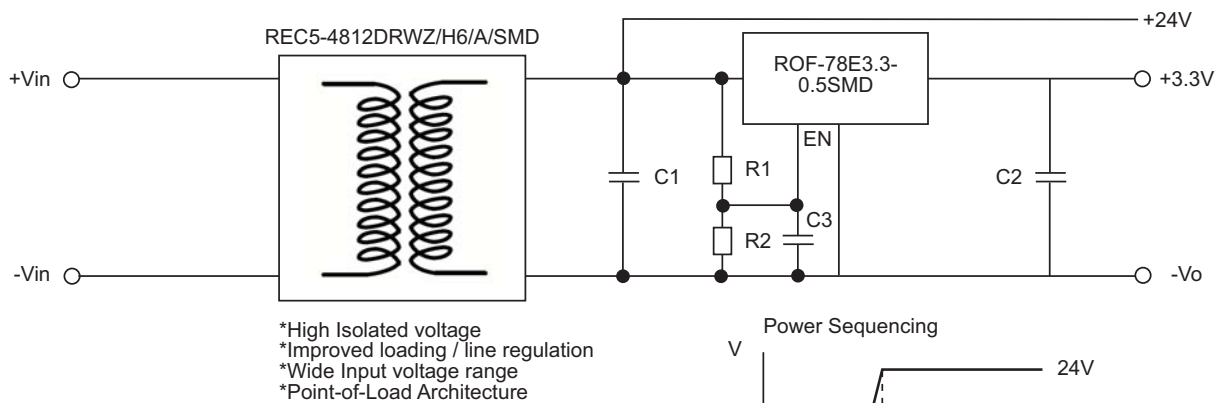 +24V
REC5-4812DRWZ/H6/A/SMD
ROF-78E3.3-
0.5SMD
+Vin
+3.3V
EN
C1
R1
C2
C3
R2
-Vin
-Vo
*High Isolated voltage
*Improved loading / line regulation
*Wide Input voltage range
*Point-of-Load Architecture
Power Sequencing
V
24V